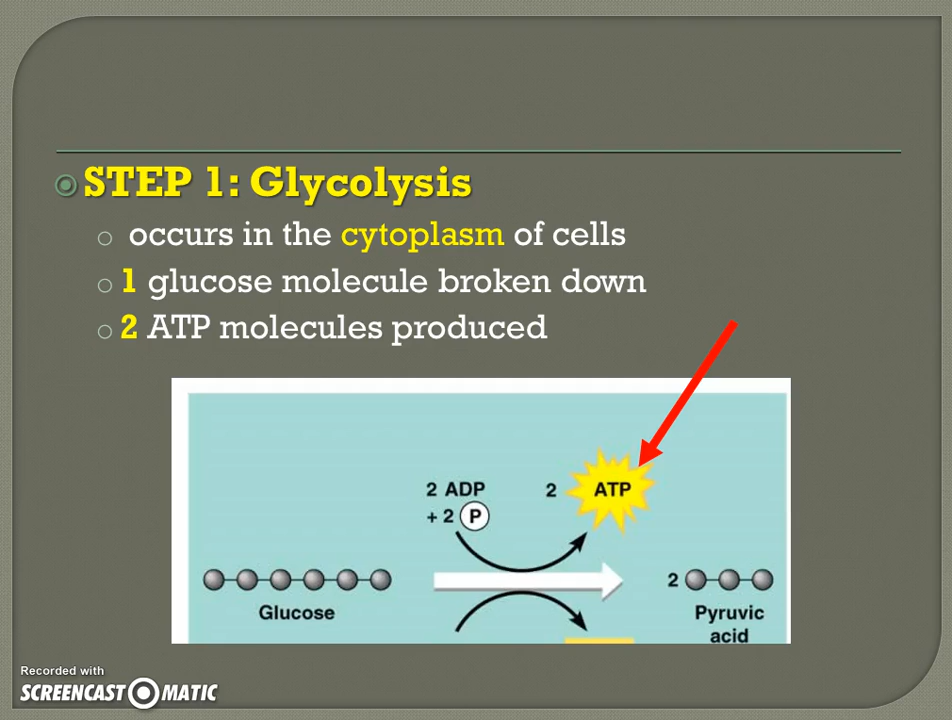 STEP 1: Glycolysis
occurs in the cytoplasm of cells
1 glucose molecule broken down
2 ATP molecules produced
2 ADP
+ 2 P
2 ATP
Glucose
2
Pyruvic
acid
Recorded with
SCREENCAST MATIC